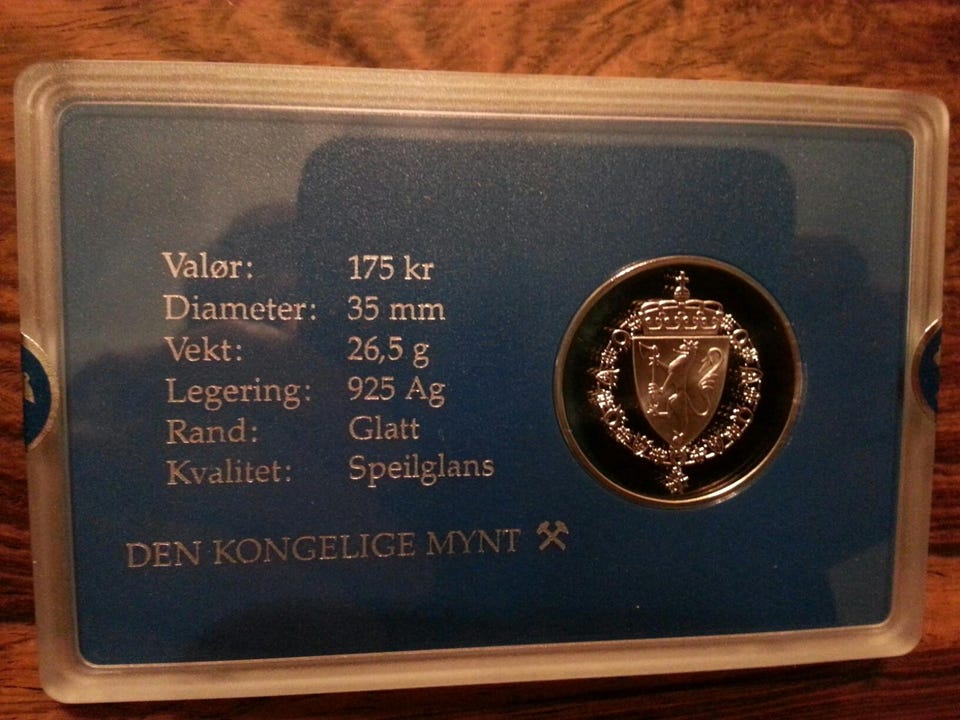 Valør: 175 kr
Diameter: 35 mm
Vekt: 26,5 g
Legering: 925 Ag
Rand: Glatt
Kvalitet: Speilglans
DEN KONGELIGE MYNT